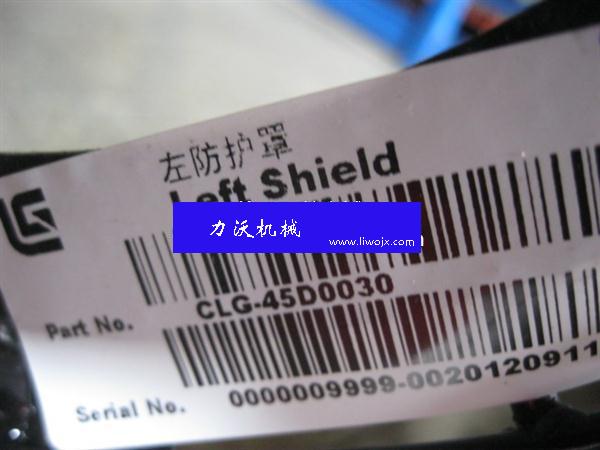 左防护罩
Left Shield
力沃机械
www.liwojx.com
Part No.
CLG-45D0030
Serial No.
0000009999-0020120911